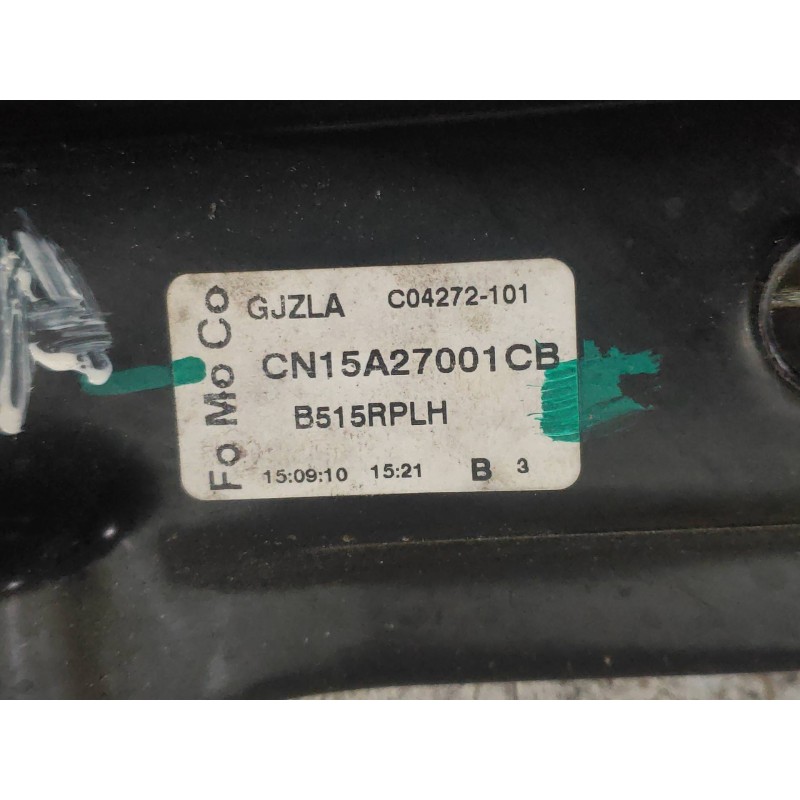 Fo Mo Co
GJZLA C04272-101
CN15A27001CB
B515RPLH
15:09:10 15:21 B 3